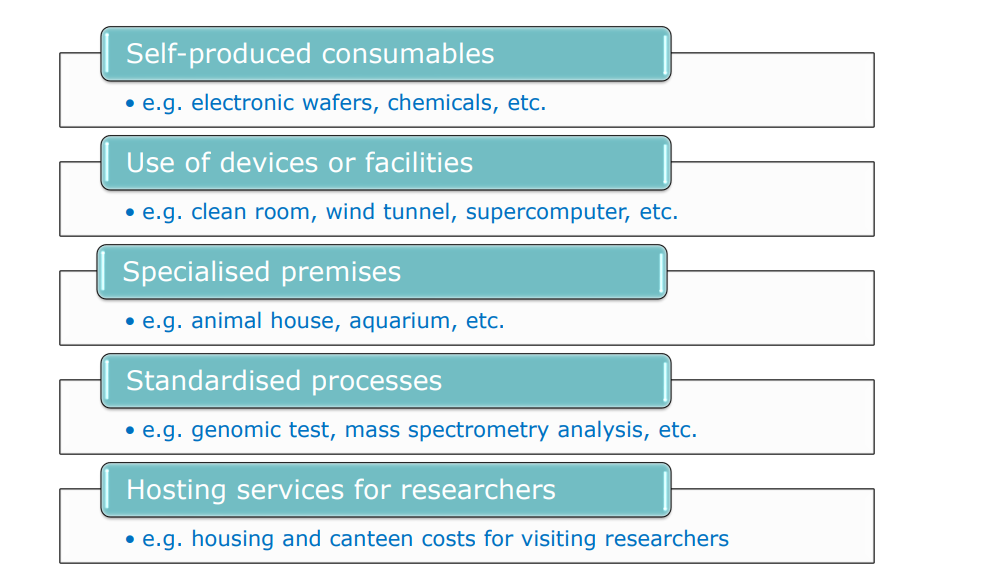 Self-produced consumables
• e.g. electronic wafers, chemicals, etc.
Use of devices or facilities
• e.g. clean room, wind tunnel, supercomputer, etc.
Specialised premises
• e.g. animal house, aquarium, etc.
Standardised processes
• e.g. genomic test, mass spectrometry analysis, etc.
Hosting services for researchers
• e.g. housing and canteen costs for visiting researchers